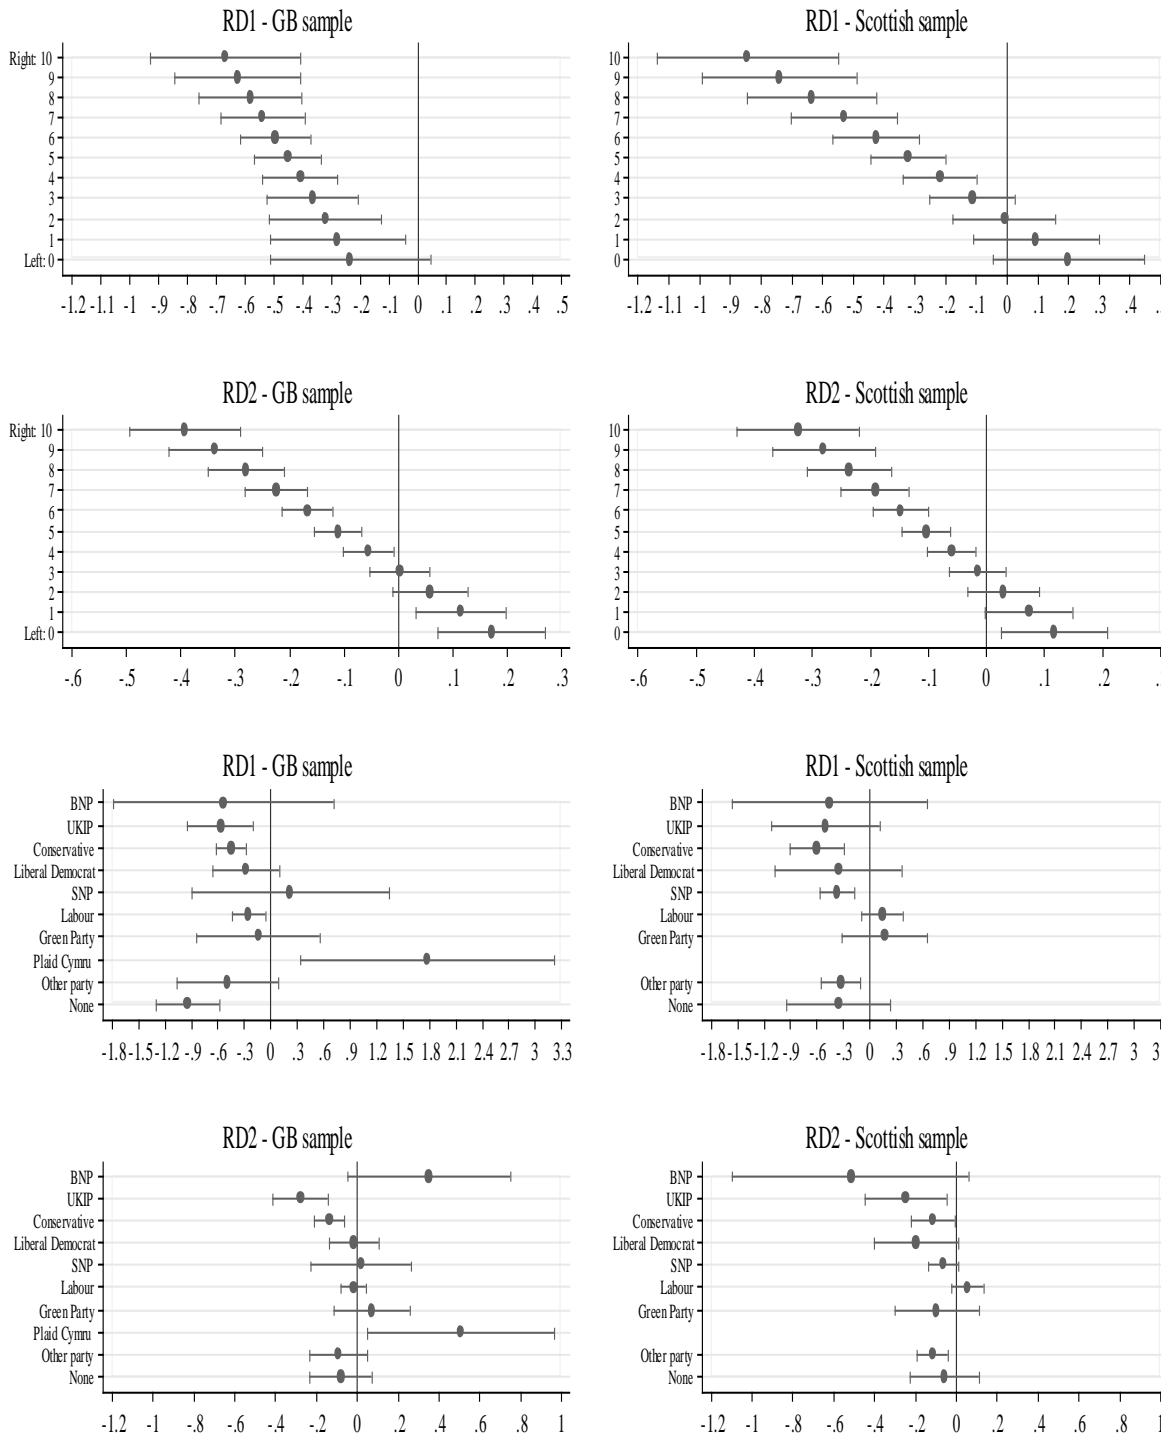 RD1 - GB sample
Right: 10
9
8
7
6
5
4
3
2
1
Left: 0
-1.2 -1.1 -1 -.9 -.8 -.7 -.6 -.5 -.4 -.3 -.2 -.1 0 .1 .2 .3 .4 .5
RD1 - Scottish sample
10
9
8
7
6
5
4
3
2
1
0
-1.2 -1.1 -1 -.9 -.8 -.7 -.6 -.5 -.4 -.3 -.2 -.1 0 .1 .2 .3 .4
RD2 - GB sample
Right: 10
9
8
7
6
5
4
3
2
1
Left: 0
-.6 -.5 -.4 -.3 -.2 -.1 0 .1 .2 .3
RD2 - Scottish sample
10
9
8
7
6
5
4
3
2
1
0
-.6 -.5 -.4 -.3 -.2 -.1 0 .1 .2
RD1 - GB sample
BNP
UKIP
Conservative
Liberal Democrat
SNP
Labour
Green Party
Plaid Cymru
Other party
None
-1.8 -1.5 -1.2 -.9 -.6 -.3 0 .3 .6 .9 1.2 1.5 1.8 2.1 2.4 2.7 3 3.3
RD1 - Scottish sample
BNP
UKIP
Conservative
Liberal Democrat
SNP
Labour
Green Party
Other party
None
-1.8 -1.5 -1.2 -.9 -.6 -.3 0 .3 .6 .9 1.2 1.5 1.8 2.1 2.4 2.7 3
RD2 - GB sample
BNP
UKIP
Conservative
Liberal Democrat
SNP
Labour
Green Party
Plaid Cymru
Other party
None
-1.2 -1 -.8 -.6 -.4 -.2 0 .2 .4 .6 .8 1
RD2 - Scottish sample
BNP
UKIP
Conservative
Liberal Democrat
SNP
Labour
Green Party
Other party
None
-1.2 -1 -.8 -.6 -.4 -.2 0 .2 .4 .6 .8 1